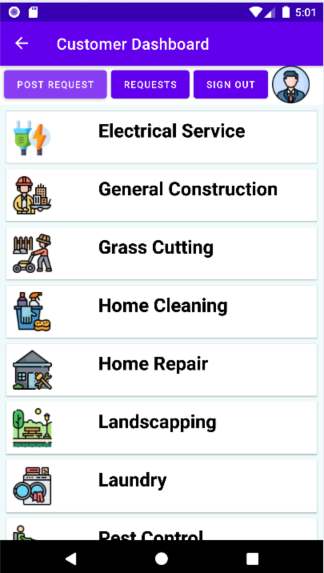 5:01
Customer Dashboard
POST REQUEST REQUESTS SIGN OUT
Electrical Service
General Construction
Grass Cutting
Home Cleaning
Home Repair
Landscapping
Laundry
Pest Control